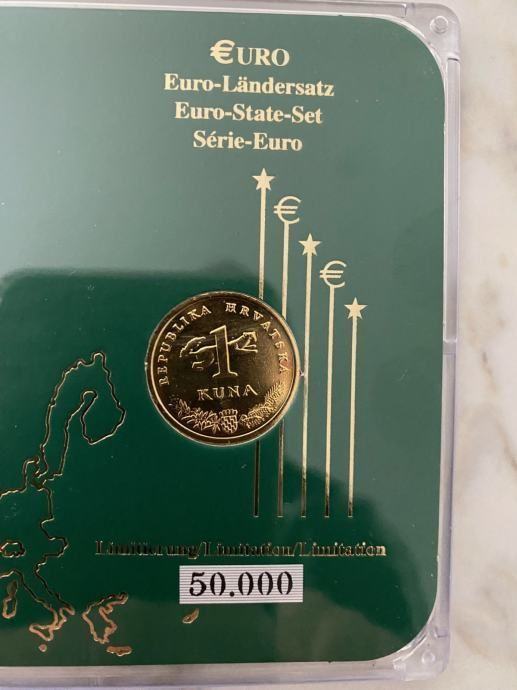 €URO
Euro-Ländersatz
Euro-State-Set
Série-Euro
€
€
REPUBLIKA HRVATSKA
1
KUNA
Limitierung/Limitation/Limitation
50.000